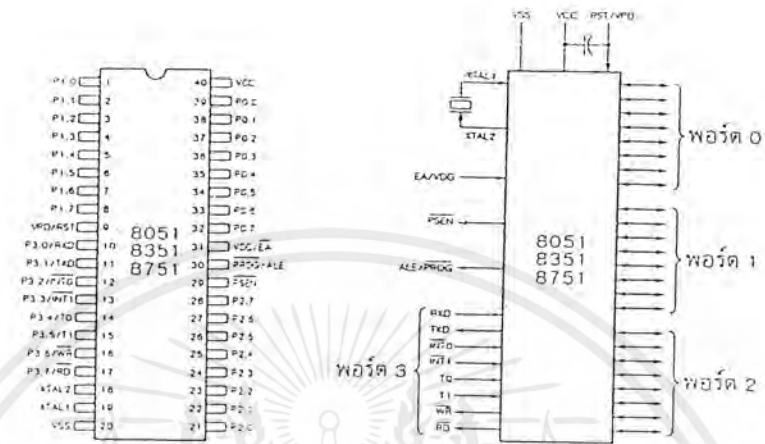 P1.0 1 40 VCC
P1.1 2 39 P0.0
P1.2 3 38 P0.1
P1.3 4 37 P0.2
P1.4 5 36 P0.3
P1.5 6 35 P0.4
P1.6 7 34 P0.5
P1.7 8 33 P0.6
VPD/RST 9 32 P0.7
P3.0/RXD 10 31 VDD/EA
P3.1/TXD 11 30 PROG/ALE
P3.2/INT0 12 29 PSEN
P3.3/INT1 13 28 P2.7
P3.4/T0 14 27 P2.6
P3.5/T1 15 26 P2.5
P3.6/WR 16 25 P2.4
P3.7/RD 17 24 P2.3
XTAL2 18 23 P2.2
XTAL1 19 22 P2.1
VSS 20 21 P2.0
8051
8351
8751
VSS VCC RST/VPD
XTAL1
XTAL2
EA/VDD
PSEN
ALE/PROG
8051
8351
8751
RXD
TXD
INT0
INT1
T0
T1
WR
RD
พอร์ต 3
พอร์ต 0
พอร์ต 1
พอร์ต 2